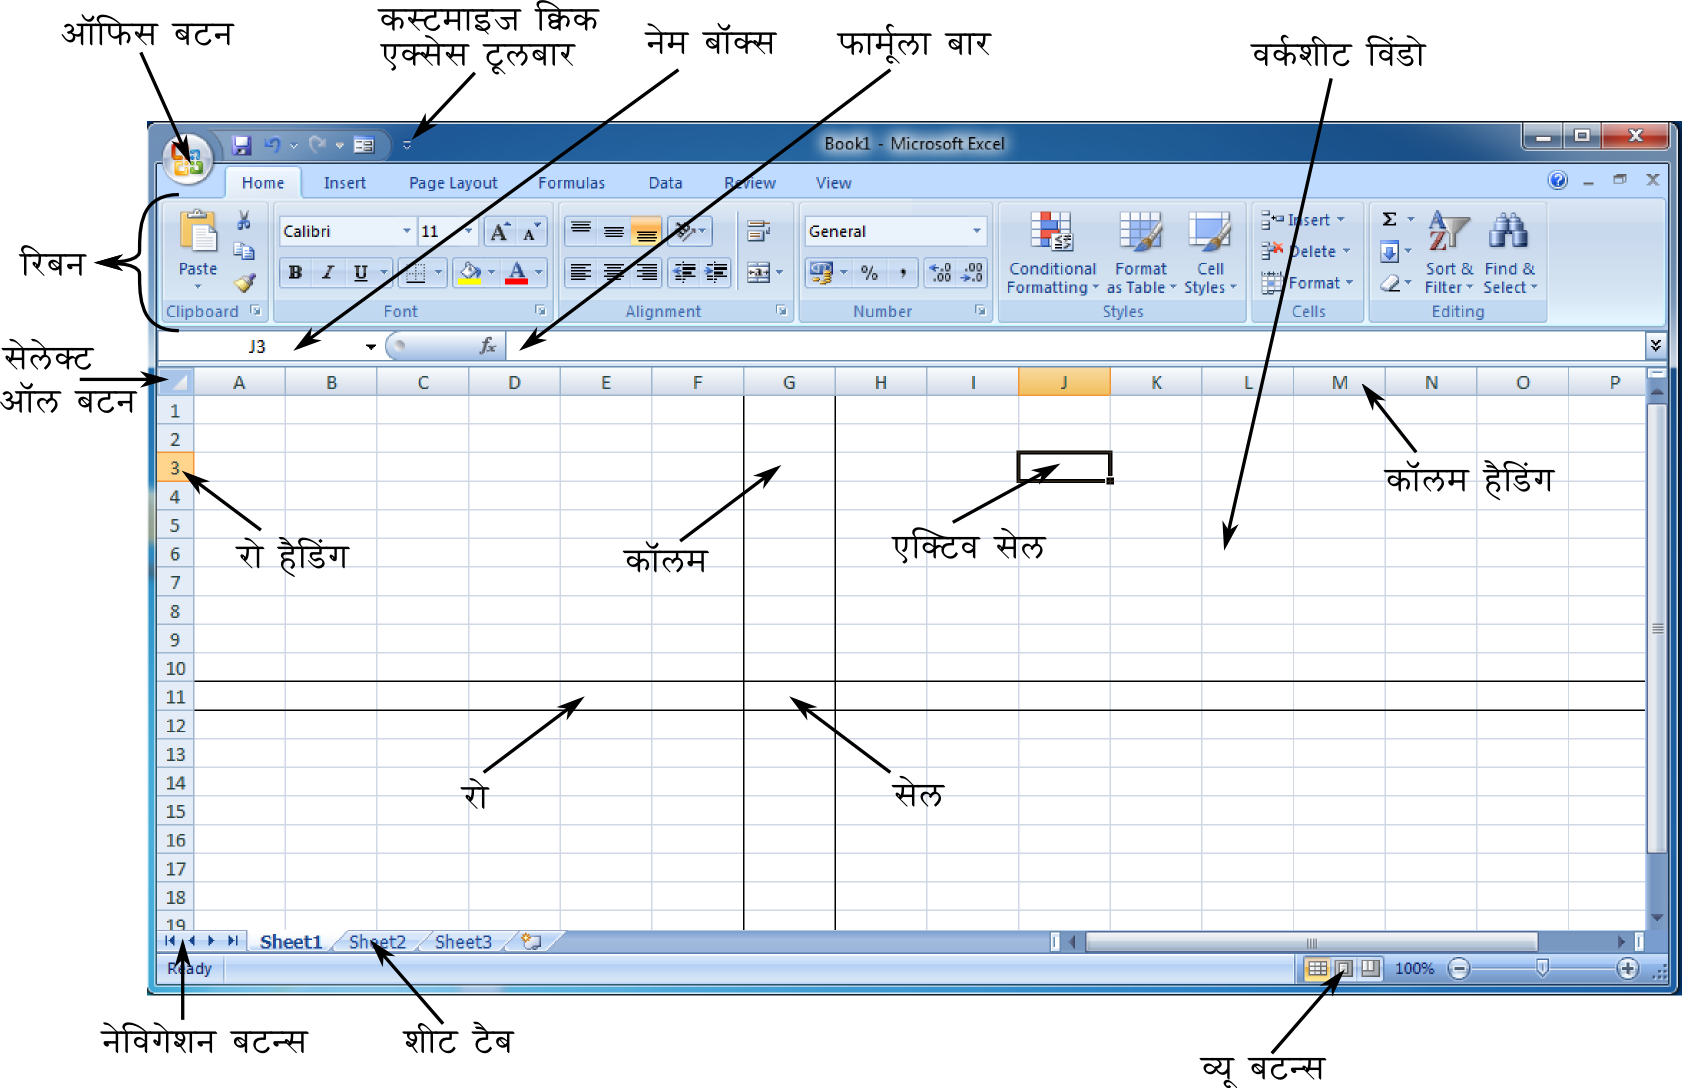 ऑफिस बटन
कस्टमाइज क्विक
एक्सेस टूलबार
नेम बॉक्स
फार्मूला बार
वर्कशीट विंडो
Book1 - Microsoft Excel
Home Insert Page Layout Formulas Data Review View
रिबन
Paste
Clipboard
Calibri 11
B I U A
Font
Alignment
General
% ,
Number
Conditional
Formatting
Format
as Table
Cell
Styles
Styles
Insert
Delete
Format
Cells
Σ
Sort &
Filter
Find &
Select
Editing
J3 fx
सेलेक्ट
ऑल बटन
A B C D E F G H I J K L M N O P
1
2
3
4
5
6
7
8
9
10
11
12
13
14
15
16
17
18
19
कॉलम हैडिंग
रो हैडिंग
कॉलम
एक्टिव सेल
रो
सेल
Sheet1 Sheet2 Sheet3
Ready 100%
नेविगेशन बटन्स
शीट टैब
व्यू बटन्स